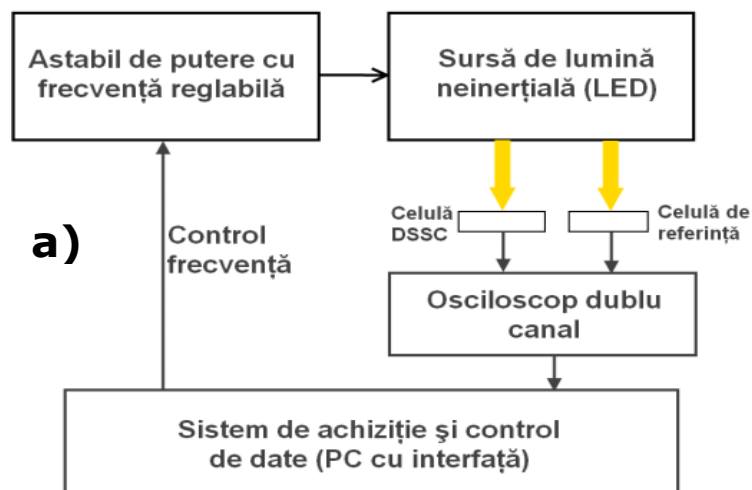 Astabil de putere cu
frecvență reglabilă
Sursă de lumină
neinerțială (LED)
Celulă
DSSC
Celulă de
referință
a)
Control
frecvență
Osciloscop dublu
canal
Sistem de achiziție şi control
de date (PC cu interfață)